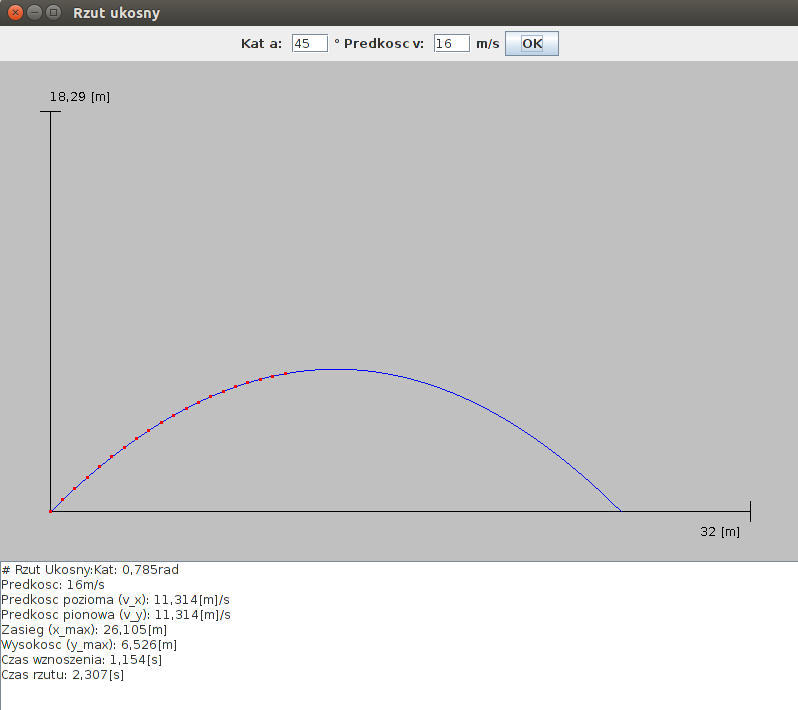 Rzut ukosny
Kat a: 45 ° Predkosc v: 16 m/s OK
18,29 [m]
32 [m]
# Rzut Ukosny:Kat: 0,785rad
Predkosc: 16m/s
Predkosc pozioma (v_x): 11,314[m]/s
Predkosc pionowa (v_y): 11,314[m]/s
Zasieg (x_max): 26,105[m]
Wysokosc (y_max): 6,526[m]
Czas wznoszenia: 1,154[s]
Czas rzutu: 2,307[s]